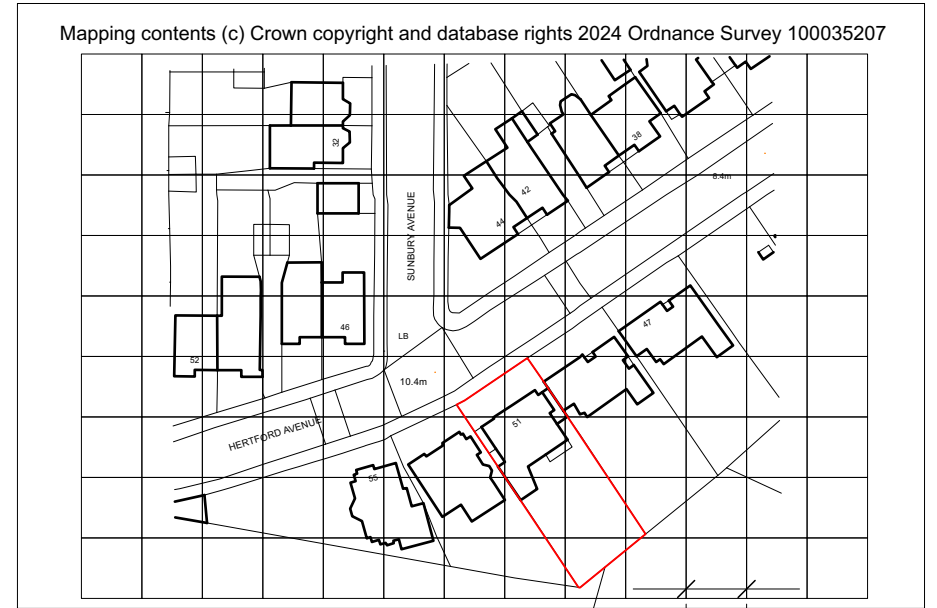 Mapping contents (c) Crown copyright and database rights 2024 Ordnance Survey 100035207
32
38
8.4m
42
44
SUNBURY AVENUE
46
LB
52
47
10.4m
51
HERTFORD AVENUE
55